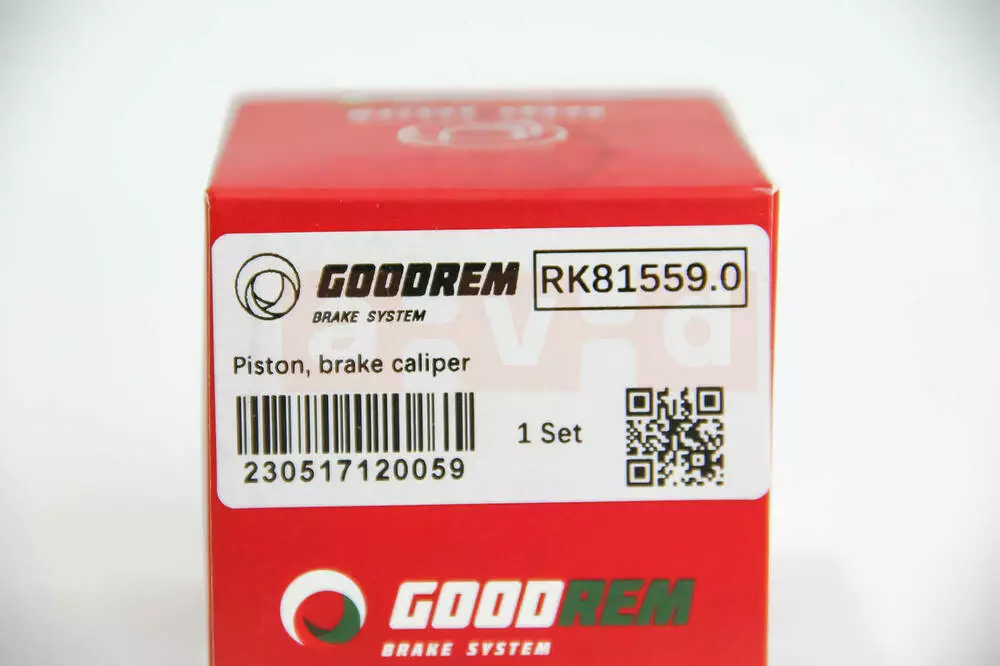 GOODREM
BRAKE SYSTEM
RK81559.0
Piston, brake caliper
230517120059
1 Set
GOODREM
BRAKE SYSTEM